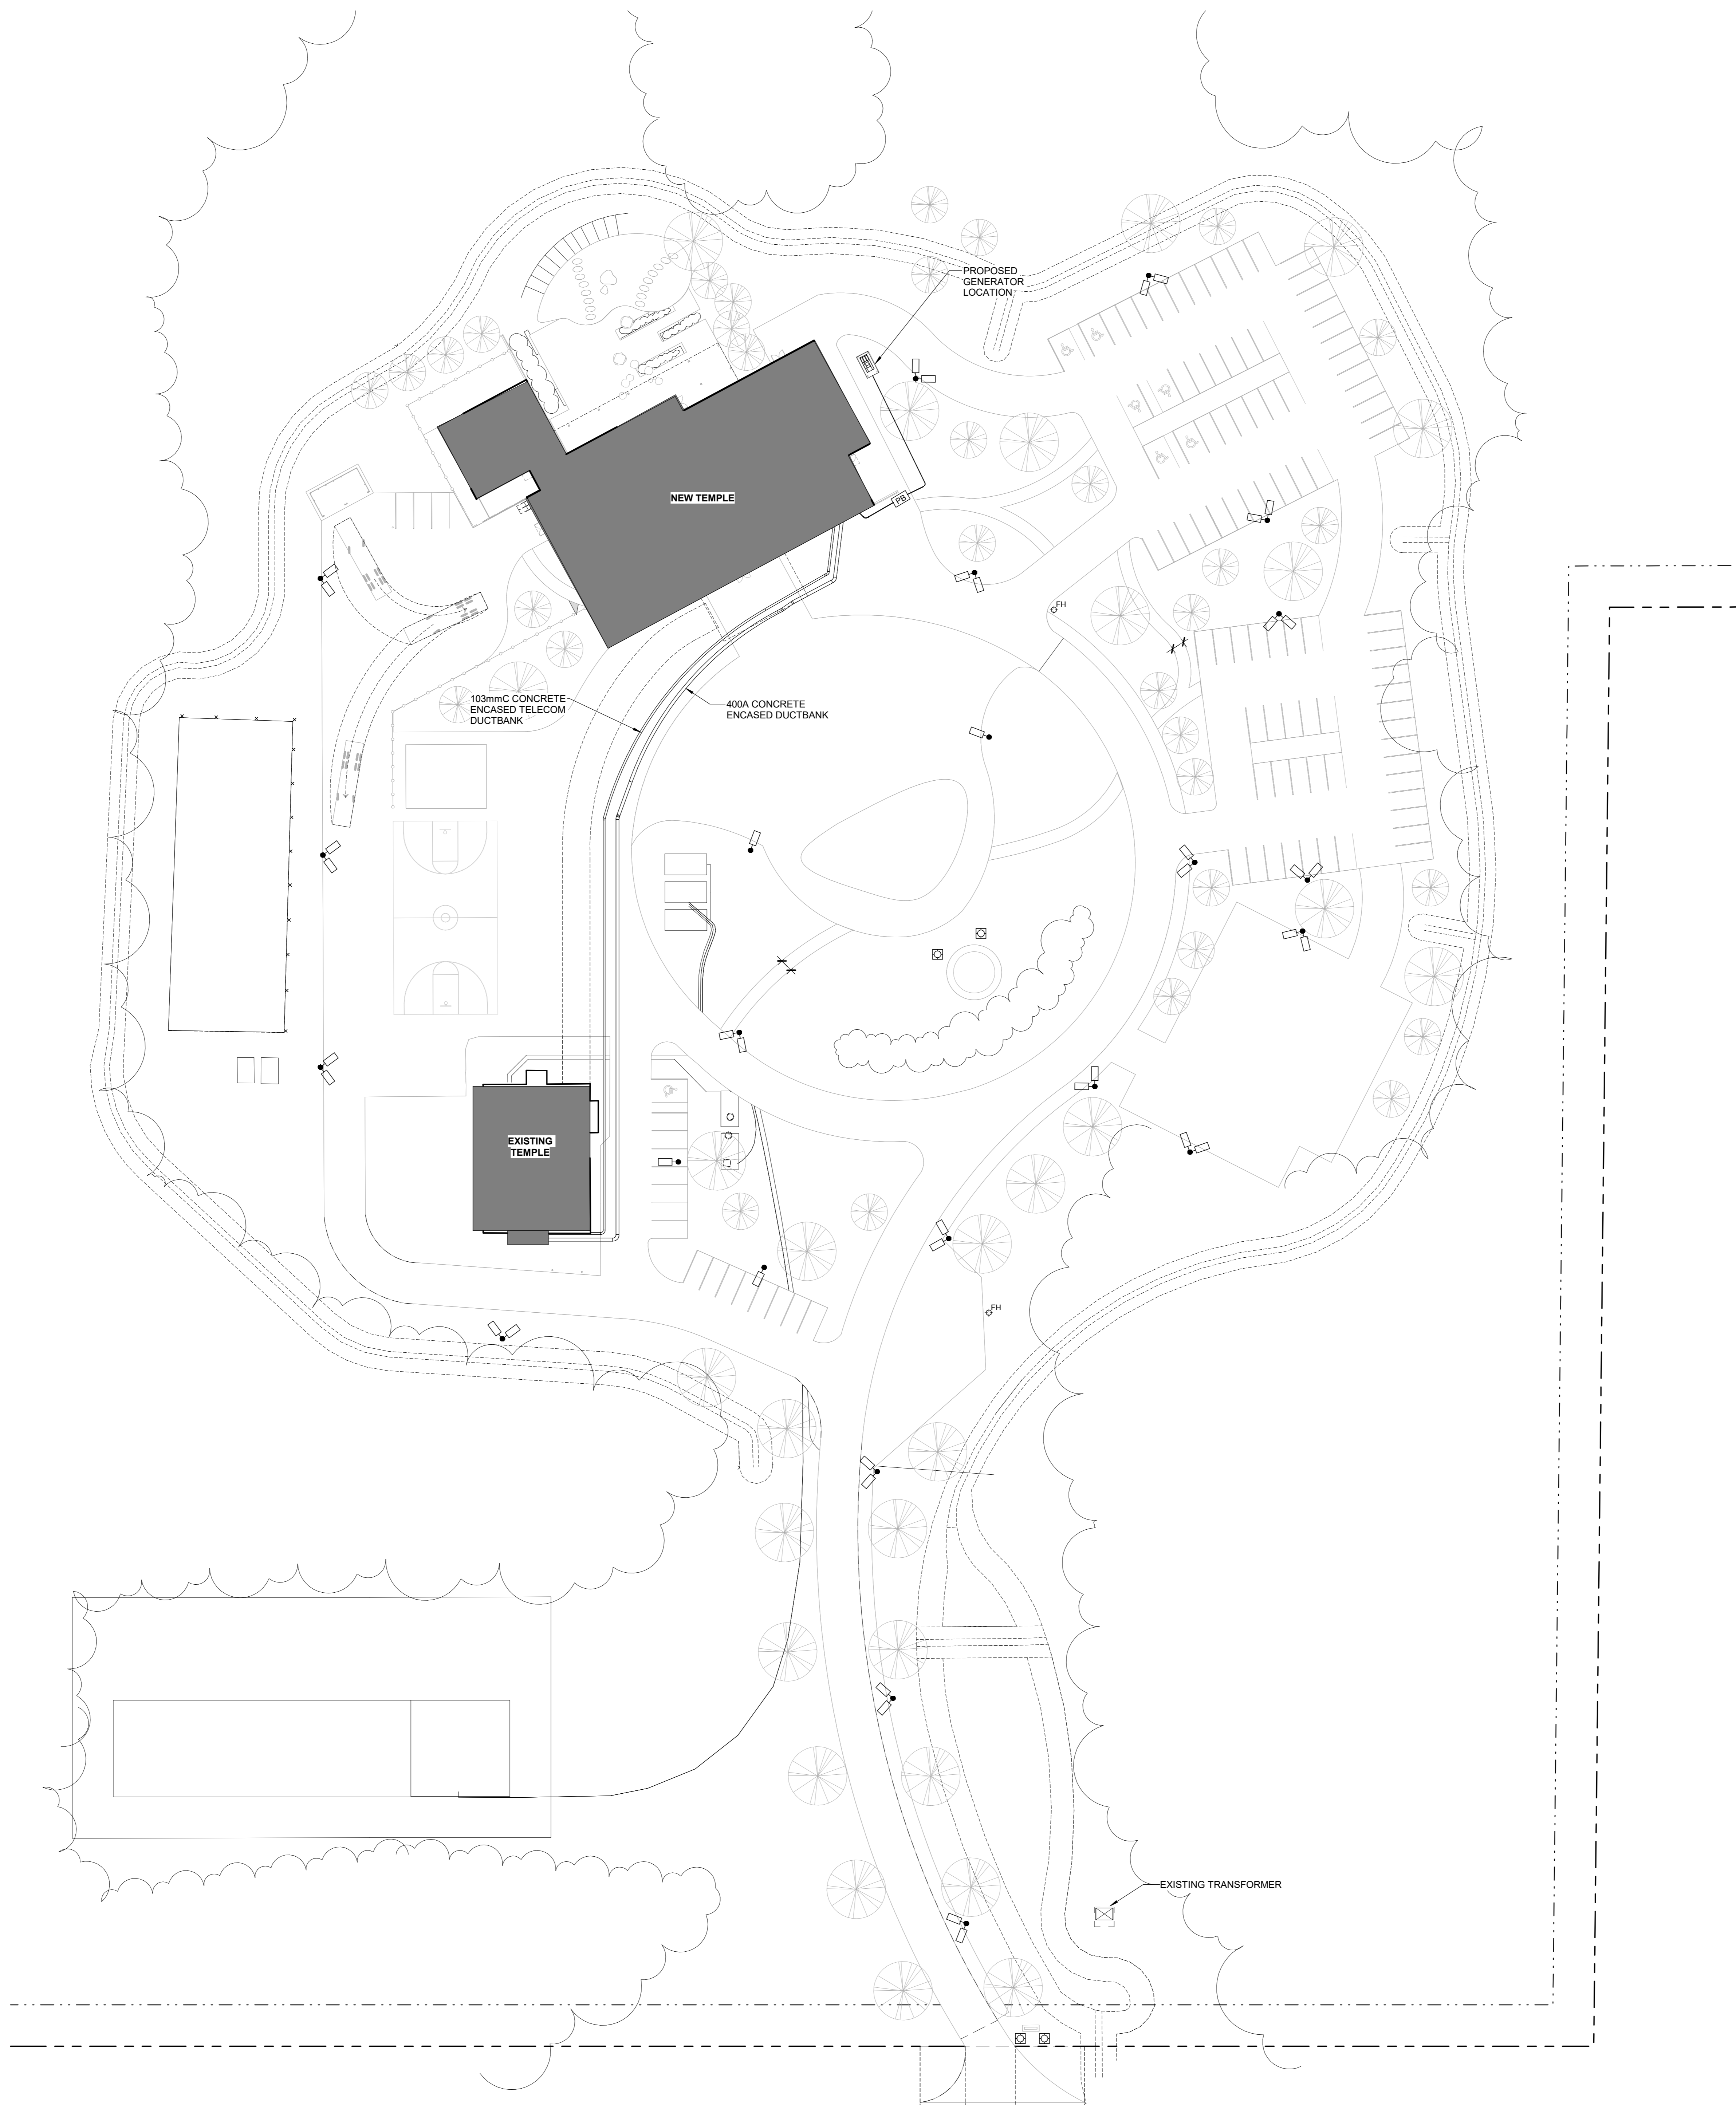 PROPOSED
GENERATOR
LOCATION
NEW TEMPLE
PB
FH
103mmC CONCRETE
ENCASED TELECOM
DUCTBANK
400A CONCRETE
ENCASED DUCTBANK
EXISTING
TEMPLE
FH
EXISTING TRANSFORMER